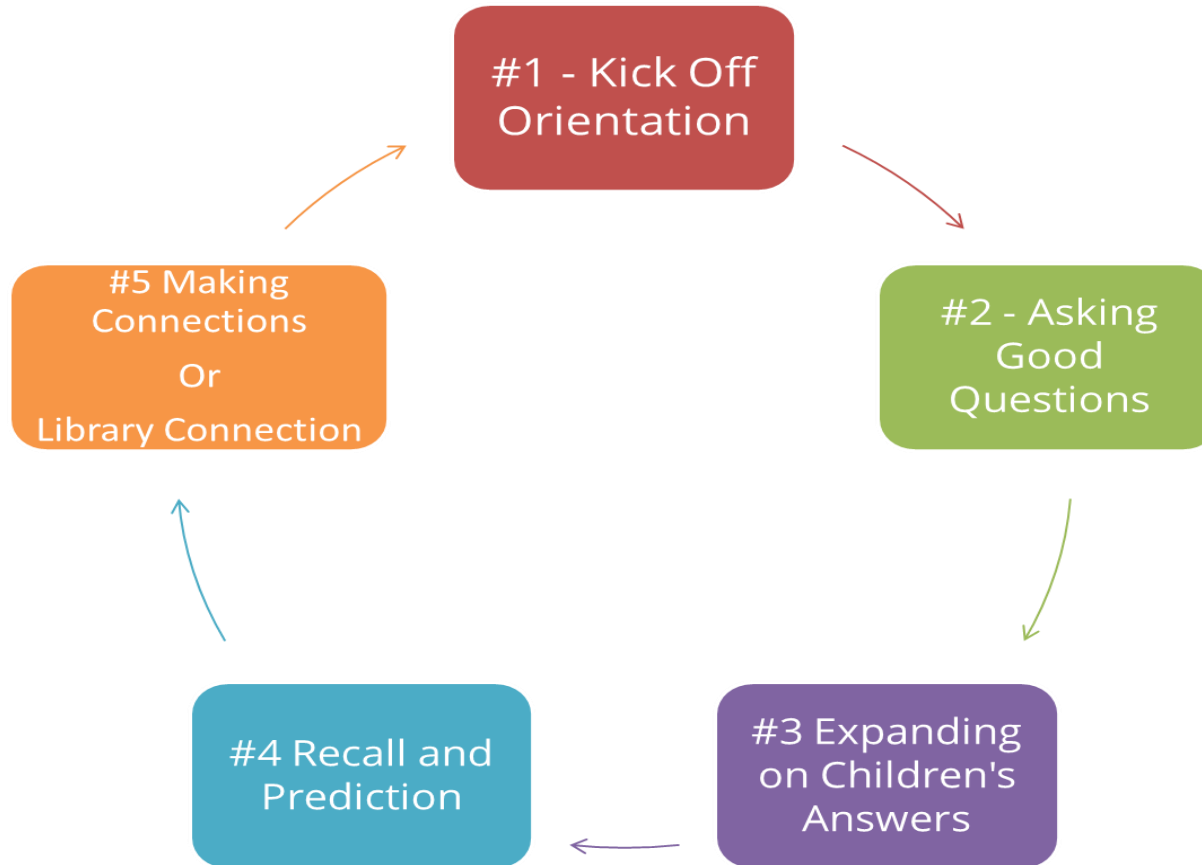 #1 - Kick Off
Orientation
#2 - Asking
Good
Questions
#3 Expanding
on Children's
Answers
#4 Recall and
Prediction
#5 Making
Connections
Or
Library Connection